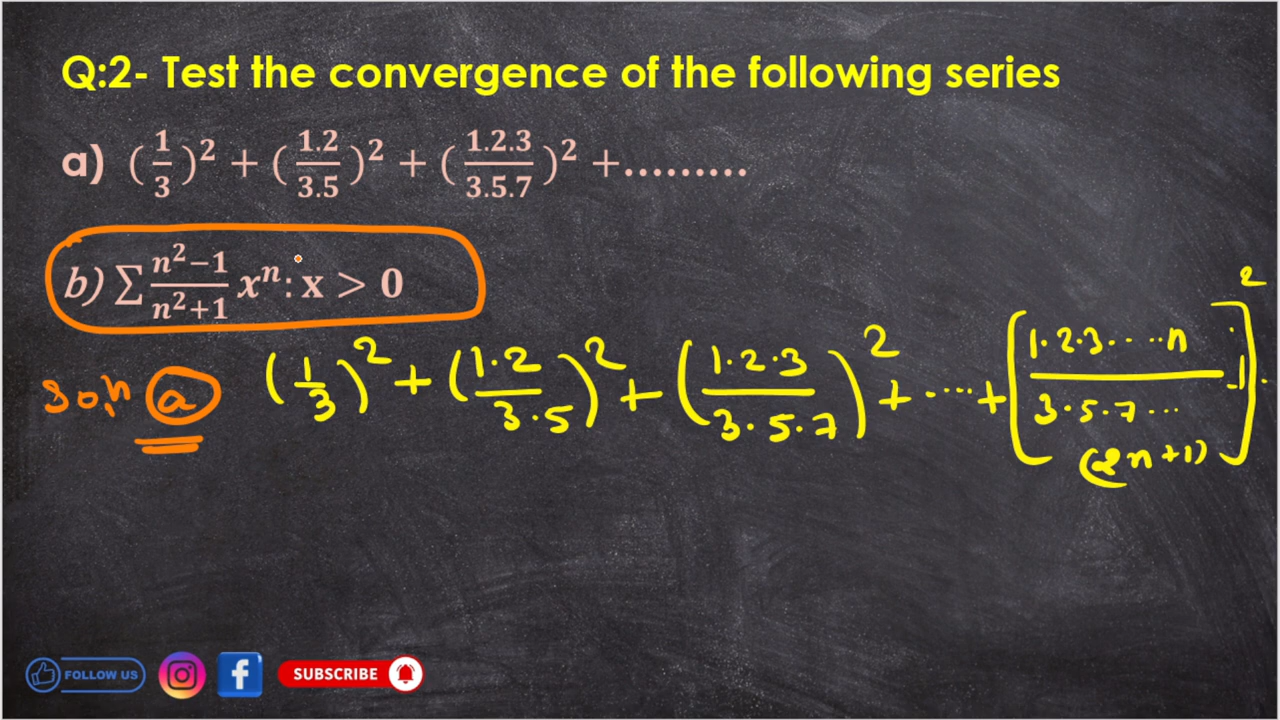 Q:2- Test the convergence of the following series
a) (1/3)² + (1.2/3.5)² + (1.2.3/3.5.7)² +.........
b) ∑ n²−1/n²+1 xⁿ: x > 0
soln a (1/3)² + (1·2/3·5)² + (1·2·3/3·5·7)² + ..... + [1·2·3·····n/3·5·7···(2n+1)]²
FOLLOW US
SUBSCRIBE